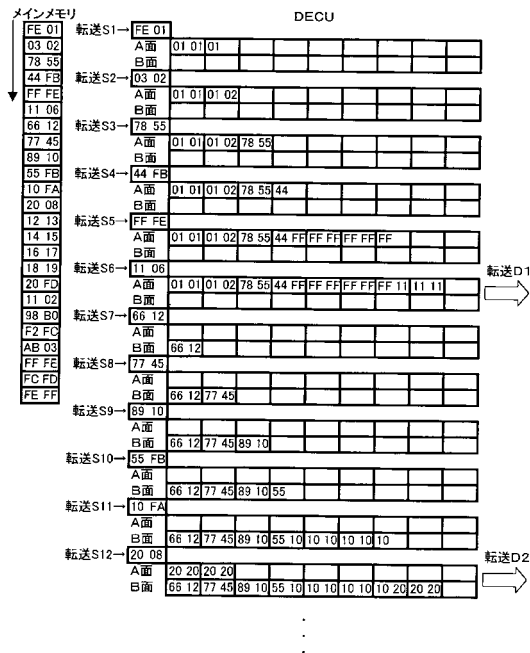 メインメモリ
FE 01
03 02
78 55
44 FB
FF FE
11 06
66 12
77 45
89 10
55 FB
10 FA
20 08
12 13
14 15
16 17
18 19
20 FD
11 02
98 B0
F2 FC
AB 03
FF FE
FC FD
FE FF
DECU
転送S1→ FE 01
A面 01 01 01
B面
転送S2→ 03 02
A面 01 01 01 02
B面
転送S3→ 78 55
A面 01 01 01 02 78 55
B面
転送S4→ 44 FB
A面 01 01 01 02 78 55 44
B面
転送S5→ FF FE
A面 01 01 01 02 78 55 44 FF FF FF FF FF FF
B面
転送S6→ 11 06
A面 01 01 01 02 78 55 44 FF FF FF FF FF FF 11 11 11
B面
転送D1
転送S7→ 66 12
A面
B面 66 12
転送S8→ 77 45
A面
B面 66 12 77 45
転送S9→ 89 10
A面
B面 66 12 77 45 89 10
転送S10→ 55 FB
A面
B面 66 12 77 45 89 10 55
転送S11→ 10 FA
A面
B面 66 12 77 45 89 10 55 10 10 10 10 10 10
転送S12→ 20 08
A面 20 20 20 20
B面 66 12 77 45 89 10 55 10 10 10 10 10 10 20 20 20
転送D2